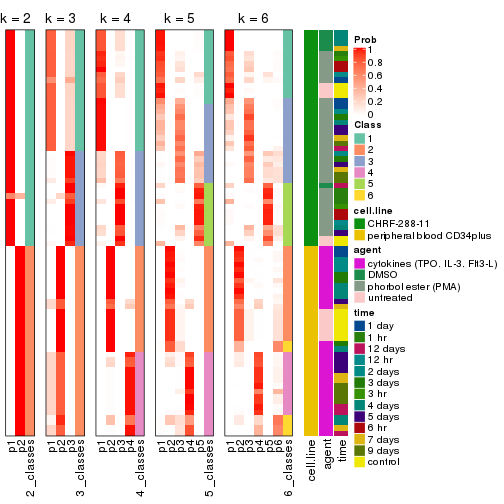 k = 2
k = 3
k = 4
k = 5
k = 6
p1
p2
2_classes
p1
p2
p3
3_classes
p1
p2
p3
p4
4_classes
p1
p2
p3
p4
p5
5_classes
p1
p2
p3
p4
p5
p6
6_classes
cell.line
agent
time
Prob
1
0.8
0.6
0.4
0.2
0
Class
1
2
3
4
5
6
cell.line
CHRF-288-11
peripheral blood CD34plus
agent
cytokines (TPO, IL-3, Flt3-L)
DMSO
phorbol ester (PMA)
untreated
time
1 day
1 hr
12 days
12 hr
2 days
3 days
3 hr
4 days
5 days
6 hr
7 days
9 days
control